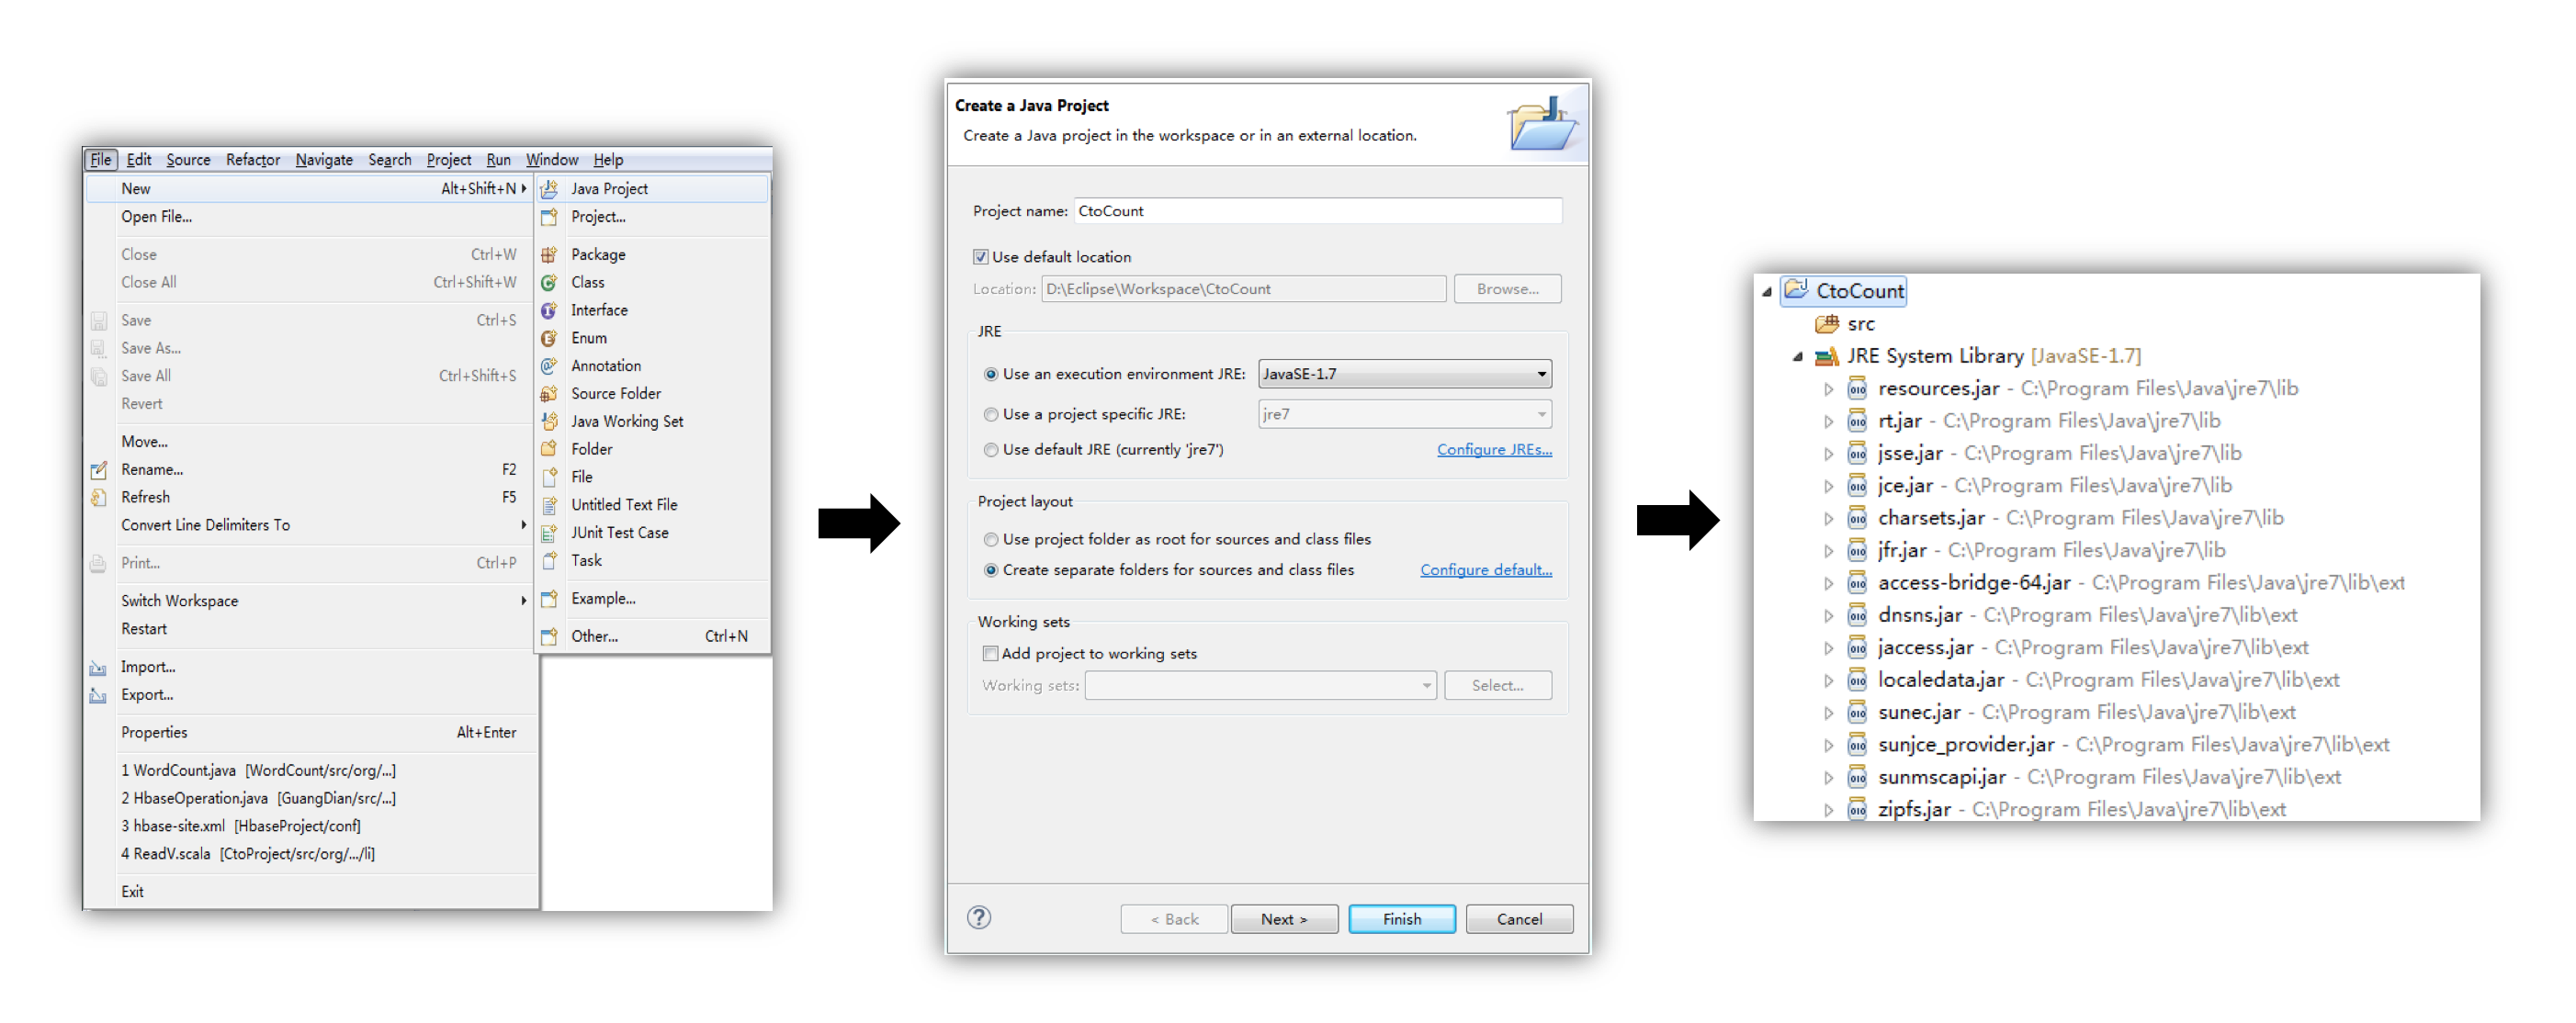 File Edit Source Refactor Navigate Search Project Run Window Help
New Alt+Shift+N
Open File...
Close Ctrl+W
Close All Ctrl+Shift+W
Save Ctrl+S
Save As...
Save All Ctrl+Shift+S
Revert
Move...
Rename... F2
Refresh F5
Convert Line Delimiters To
Print... Ctrl+P
Switch Workspace
Restart
Import...
Export...
Properties Alt+Enter
1 WordCount.java [WordCount/src/org/...]
2 HbaseOperation.java [GuangDian/src/...]
3 hbase-site.xml [HbaseProject/conf]
4 ReadV.scala [CtoProject/src/org/.../li]
Exit
Java Project
Project...
Package
Class
Interface
Enum
Annotation
Source Folder
Java Working Set
Folder
File
Untitled Text File
JUnit Test Case
Task
Example...
Other... Ctrl+N
Create a Java Project
Create a Java project in the workspace or in an external location.
Project name: CtoCount
Use default location
Location: D:\Eclipse\Workspace\CtoCount Browse...
JRE
Use an execution environment JRE: JavaSE-1.7
Use a project specific JRE: jre7
Use default JRE (currently 'jre7') Configure JREs...
Project layout
Use project folder as root for sources and class files
Create separate folders for sources and class files Configure default...
Working sets
Add project to working sets
Working sets: Select...
? < Back Next > Finish Cancel
CtoCount
src
JRE System Library [JavaSE-1.7]
resources.jar - C:\Program Files\Java\jre7\lib
rt.jar - C:\Program Files\Java\jre7\lib
jsse.jar - C:\Program Files\Java\jre7\lib
jce.jar - C:\Program Files\Java\jre7\lib
charsets.jar - C:\Program Files\Java\jre7\lib
jfr.jar - C:\Program Files\Java\jre7\lib
access-bridge-64.jar - C:\Program Files\Java\jre7\lib\ext
dnsns.jar - C:\Program Files\Java\jre7\lib\ext
jaccess.jar - C:\Program Files\Java\jre7\lib\ext
localedata.jar - C:\Program Files\Java\jre7\lib\ext
sunec.jar - C:\Program Files\Java\jre7\lib\ext
sunjce_provider.jar - C:\Program Files\Java\jre7\lib\ext
sunmscapi.jar - C:\Program Files\Java\jre7\lib\ext
zipfs.jar - C:\Program Files\Java\jre7\lib\ext